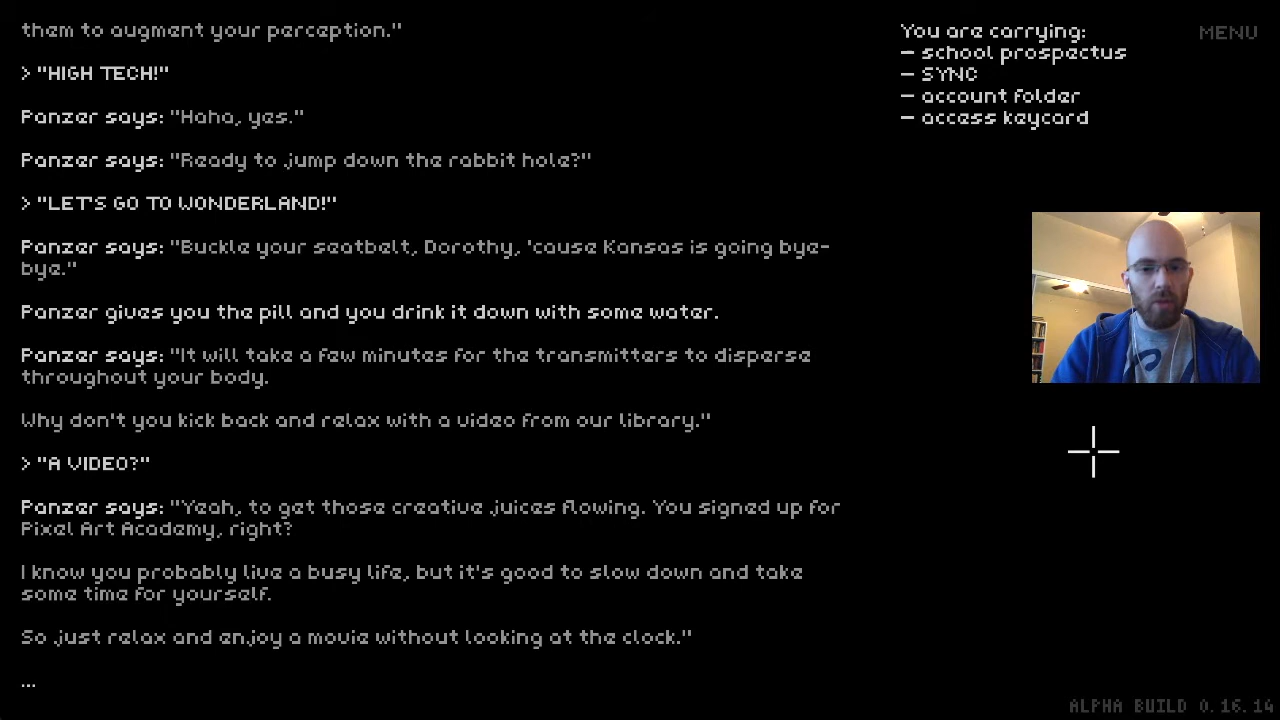 them to augment your perception."
> "HIGH TECH!"
Panzer says: "Haha, yes."
Panzer says: "Ready to jump down the rabbit hole?"
> "LET'S GO TO WONDERLAND!"
Panzer says: "Buckle your seatbelt, Dorothy, 'cause Kansas is going bye-
bye."
Panzer gives you the pill and you drink it down with some water.
Panzer says: "It will take a few minutes for the transmitters to disperse
throughout your body.
Why don't you kick back and relax with a video from our library."
> "A VIDEO?"
Panzer says: "Yeah, to get those creative juices flowing. You signed up for
Pixel Art Academy, right?
I know you probably live a busy life, but it's good to slow down and take
some time for yourself.
So just relax and enjoy a movie without looking at the clock."
...
You are carrying:
– school prospectus
– SYNC
– account folder
– access keycard
MENU
ALPHA BUILD 0.16.14